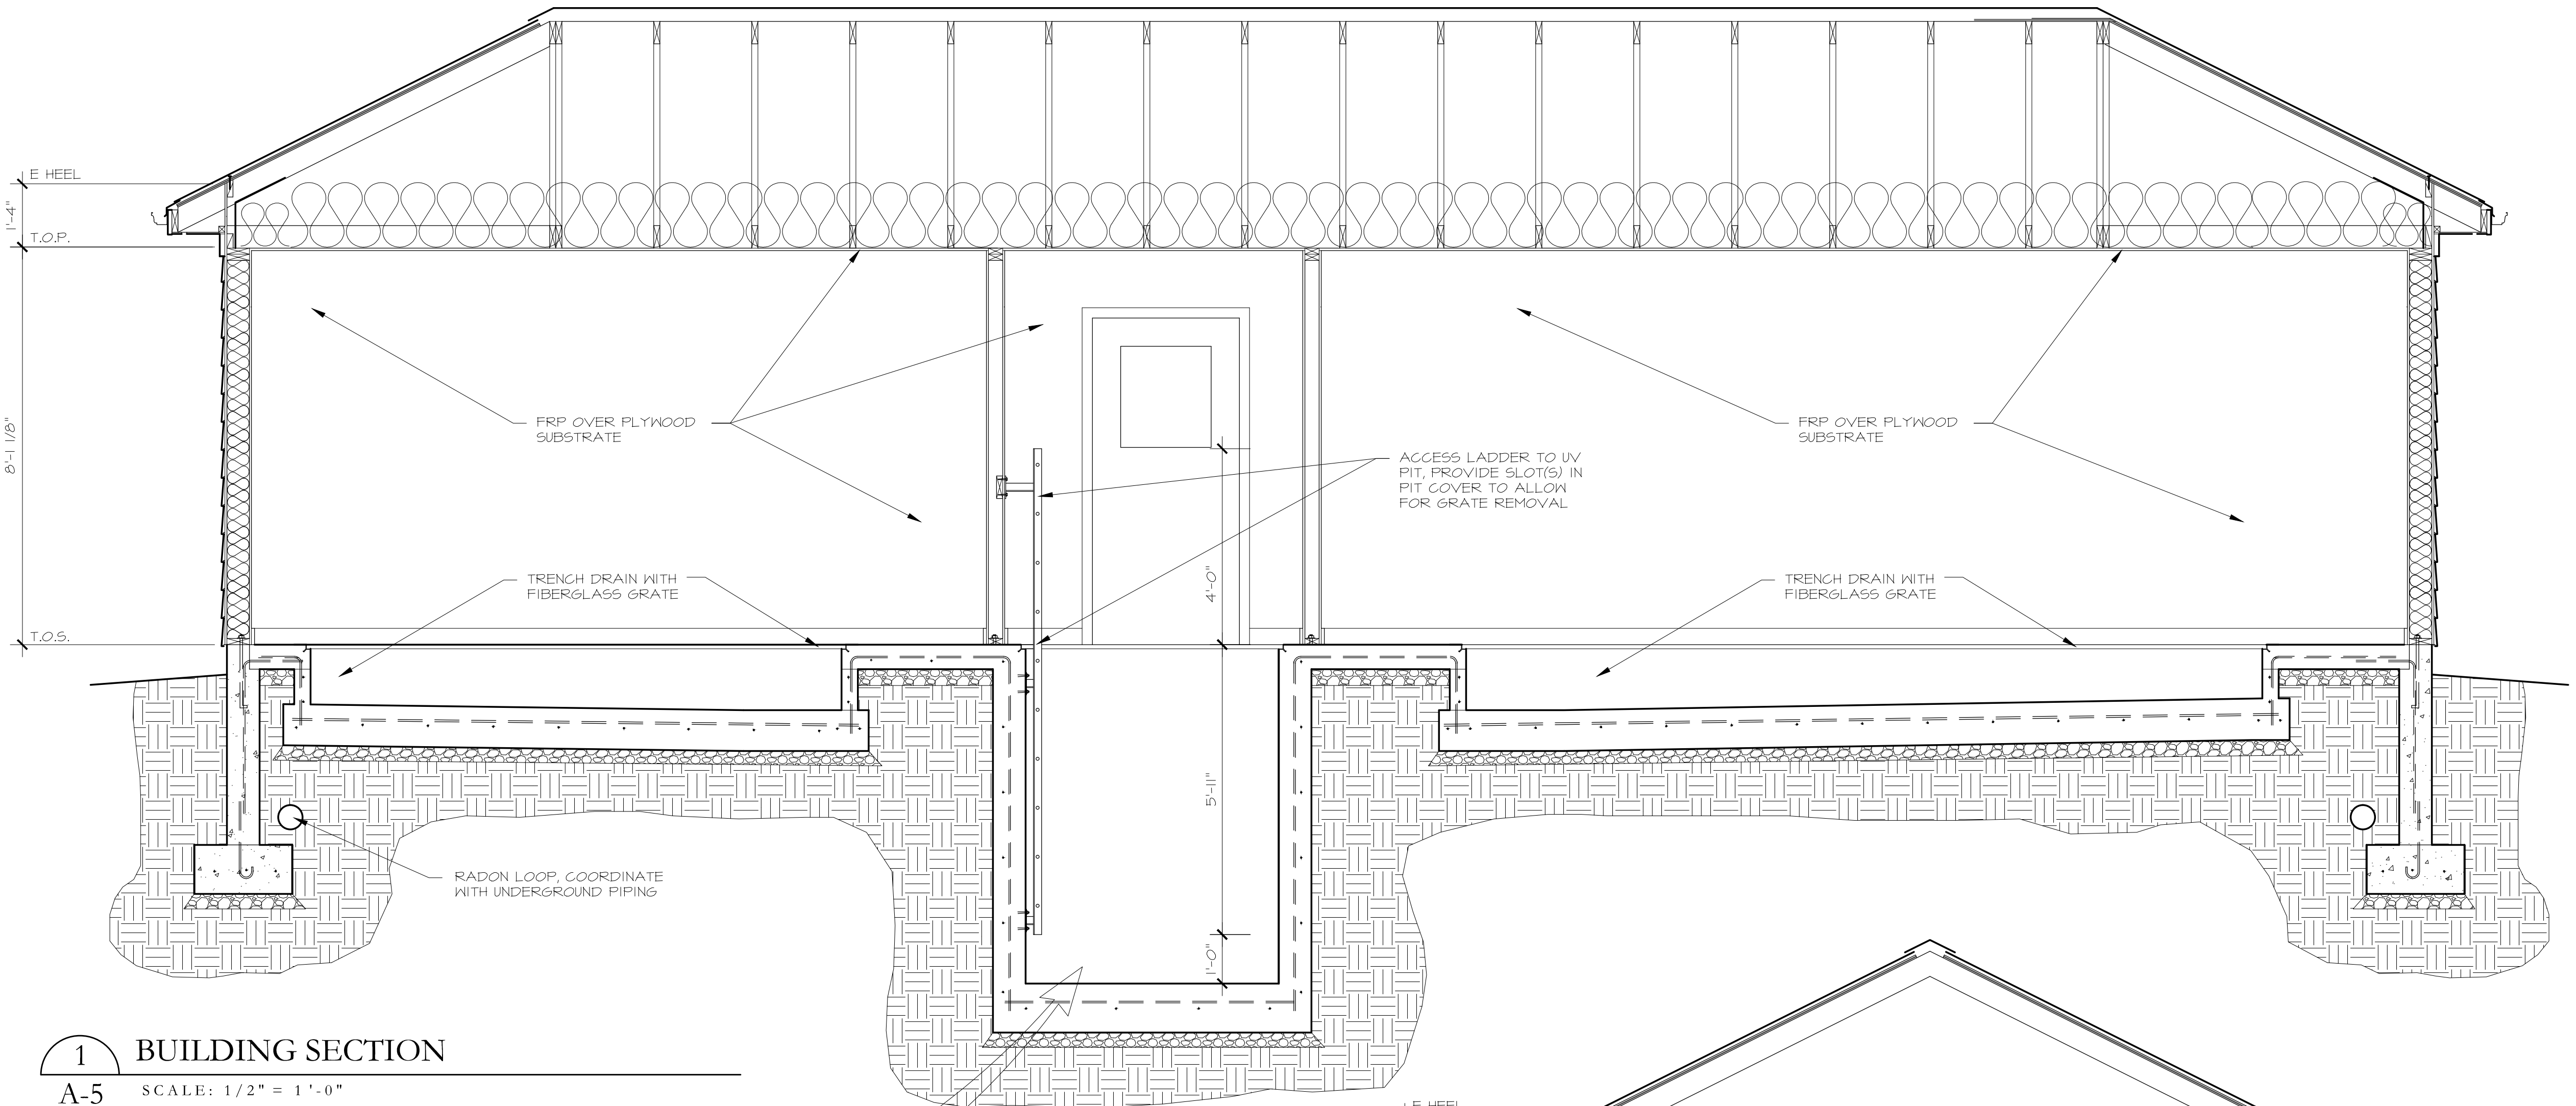 E HEEL
1'-4"
T.O.P.
8'-1 1/8"
T.O.S.
FRP OVER PLYWOOD
SUBSTRATE
FRP OVER PLYWOOD
SUBSTRATE
ACCESS LADDER TO UV
PIT, PROVIDE SLOT(S) IN
PIT COVER TO ALLOW
FOR GRATE REMOVAL
TRENCH DRAIN WITH
FIBERGLASS GRATE
4'-0"
TRENCH DRAIN WITH
FIBERGLASS GRATE
5'-11"
RADON LOOP, COORDINATE
WITH UNDERGROUND PIPING
1'-0"
1
BUILDING SECTION
A-5
SCALE: 1/2" = 1'-0"
E HEEL